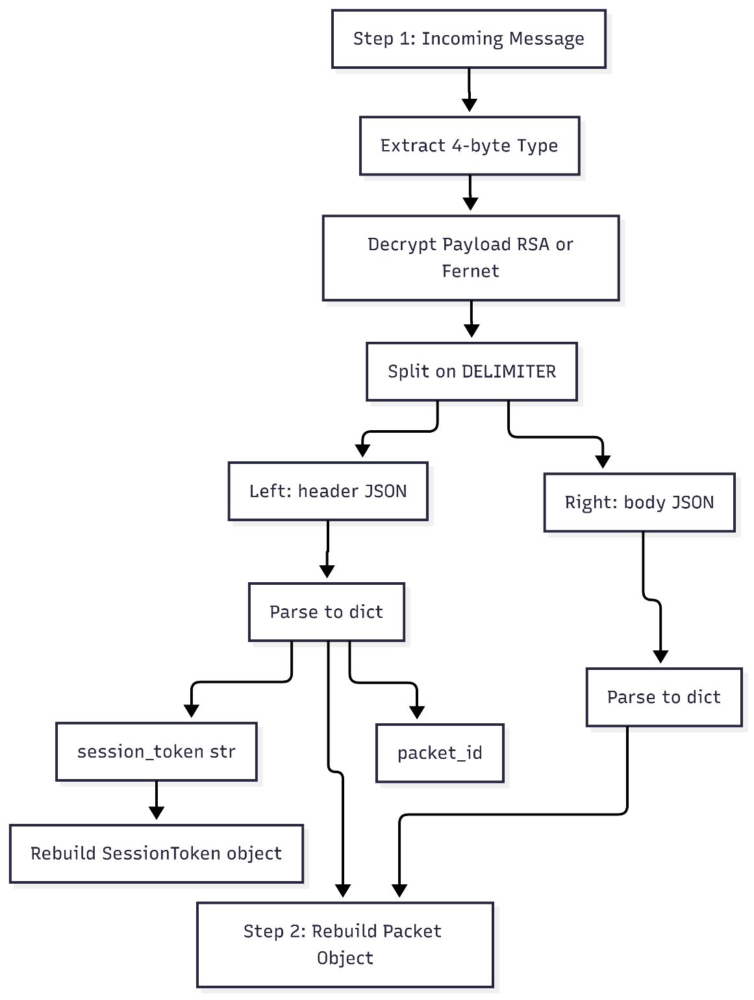 Step 1: Incoming Message
Extract 4-byte Type
Decrypt Payload RSA or
Fernet
Split on DELIMITER
Left: header JSON
Right: body JSON
Parse to dict
Parse to dict
session_token str
packet_id
Rebuild SessionToken object
Step 2: Rebuild Packet
Object